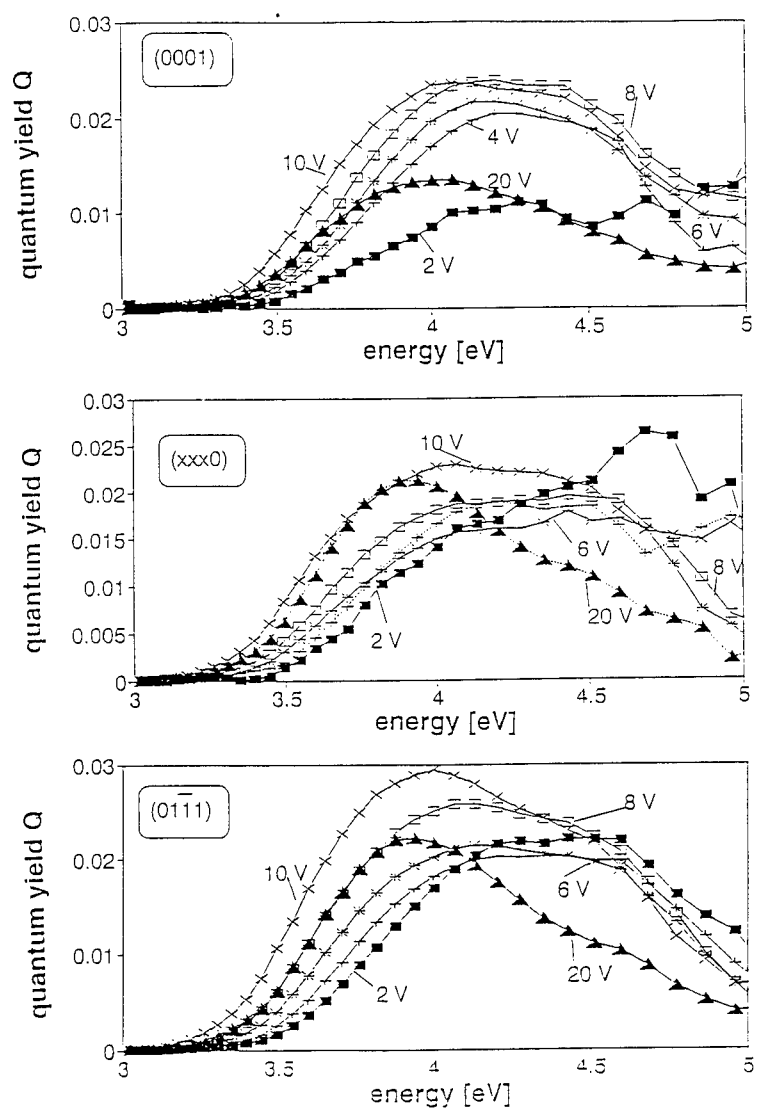 0.03
(0001)
quantum yield Q
0.02
10 V
8 V
4 V
20 V
0.01
2 V
6 V
0
3
3.5
4
4.5
5
energy [eV]
0.03
(xxx0)
quantum yield Q
10 V
0.025
0.02
0.015
6 V
0.01
8 V
20 V
0.005
2 V
0
3
3.5
4
4.5
5
energy [eV]
0.03
(01̅11)
quantum yield Q
8 V
10 V
0.02
6 V
0.01
20 V
2 V
0
3
3.5
4
4.5
5
energy [eV]